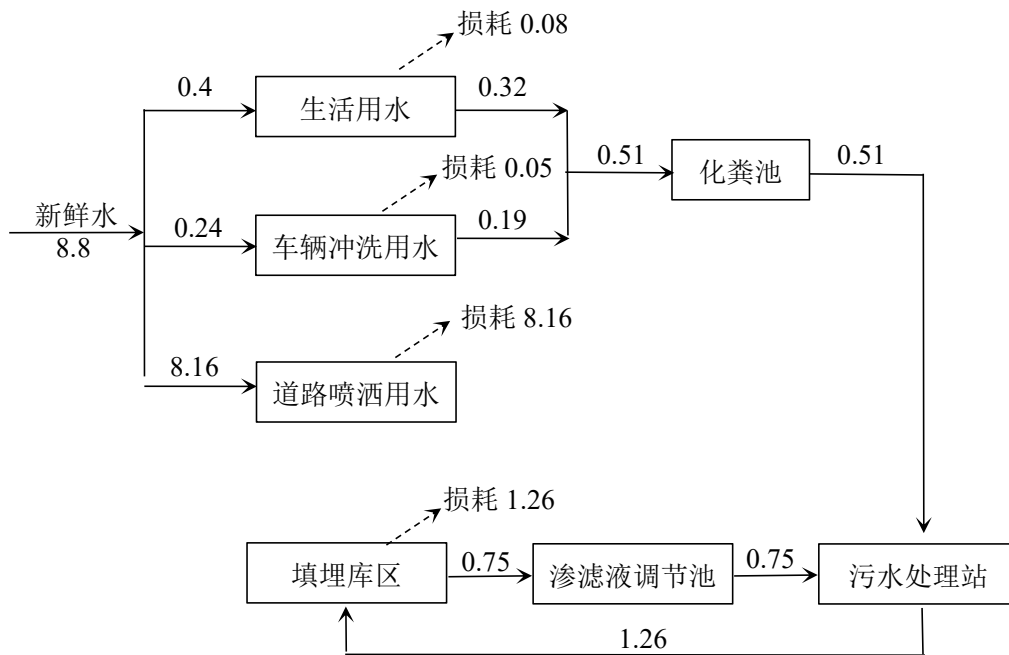 损耗 0.08
0.4
生活用水
0.32
损耗 0.05
0.51
化粪池
0.51
新鲜水
8.8
0.24
车辆冲洗用水
0.19
损耗 8.16
8.16
道路喷洒用水
损耗 1.26
填埋库区
0.75
渗滤液调节池
0.75
污水处理站
1.26